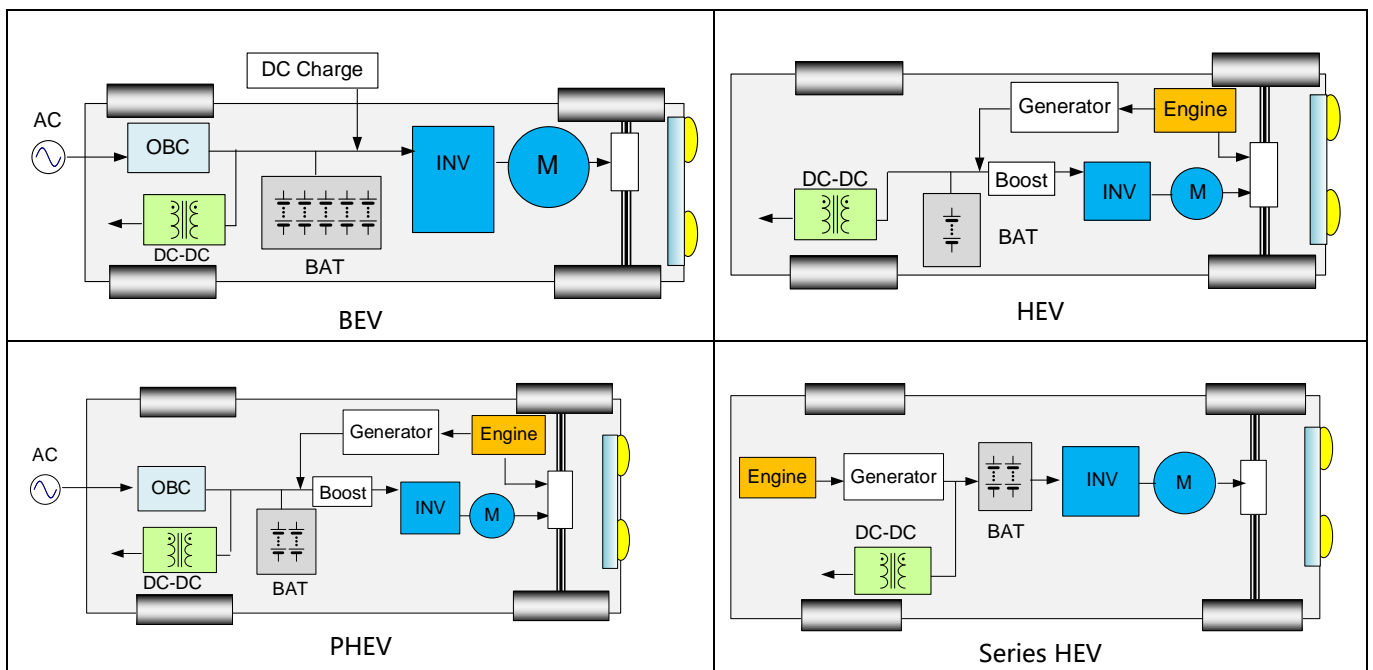 DC Charge
AC
OBC
INV
M
DC-DC
BAT
BEV
Generator
Engine
DC-DC
Boost
INV
M
BAT
HEV
AC
Generator
Engine
OBC
Boost
INV
M
DC-DC
BAT
PHEV
Engine
Generator
INV
M
BAT
DC-DC
Series HEV